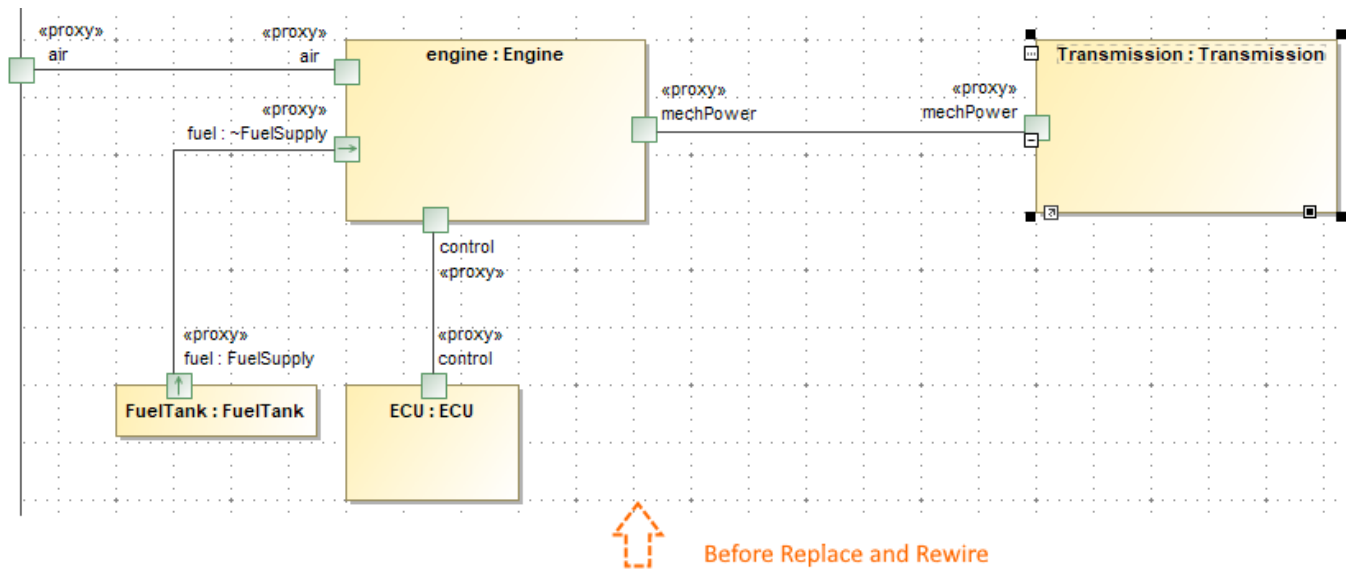 «proxy»
air
«proxy»
air
engine : Engine
Transmission : Transmission
«proxy»
fuel : ~FuelSupply
«proxy»
mechPower
«proxy»
mechPower
control
«proxy»
«proxy»
fuel : FuelSupply
«proxy»
control
FuelTank : FuelTank
ECU : ECU
Before Replace and Rewire